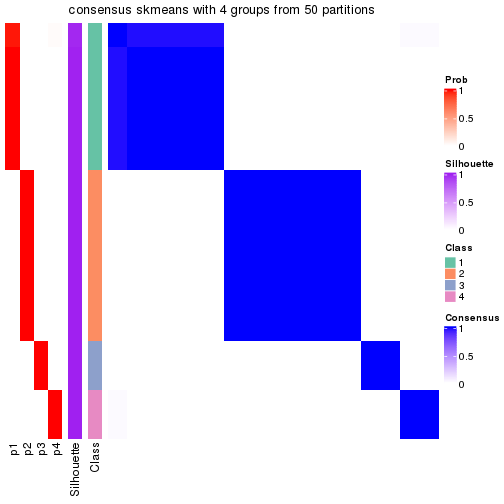 consensus skmeans with 4 groups from 50 partitions
Prob
1
0.5
0
Silhouette
1
0.5
0
Class
1
2
3
4
Consensus
1
0.5
0
p1
p2
p3
p4
Silhouette
Class